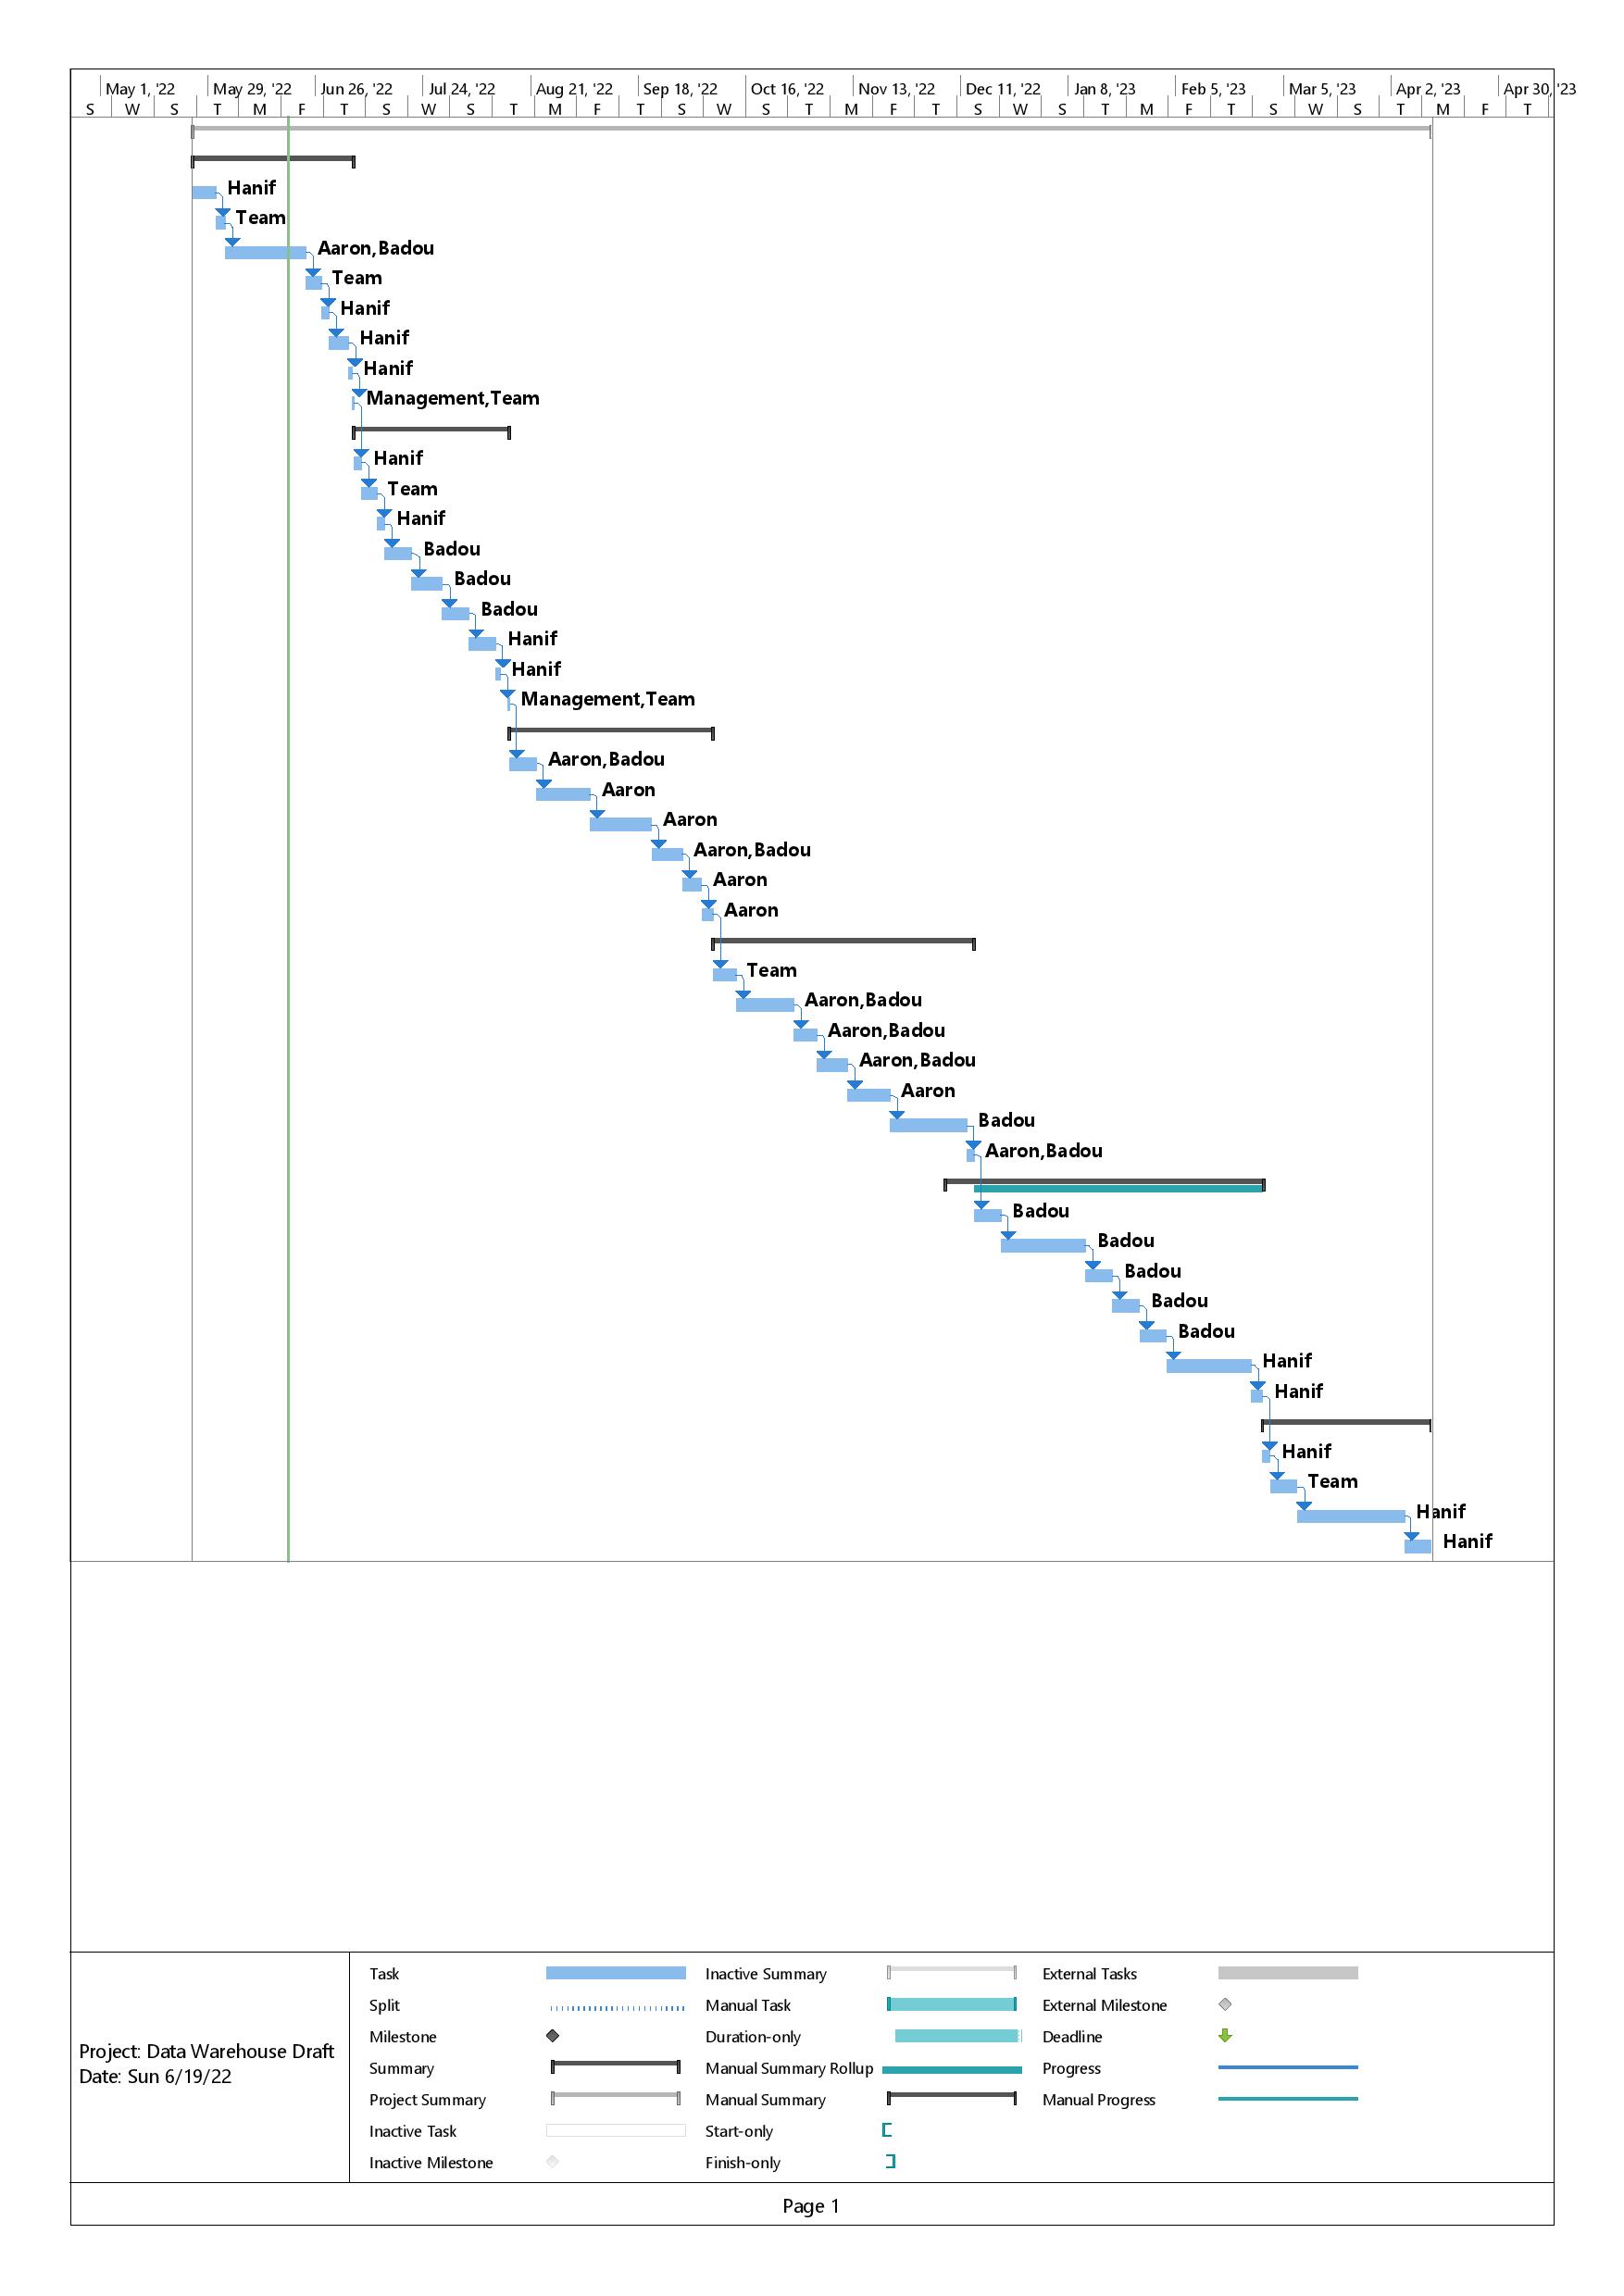 May 1, '22 May 29, '22 Jun 26, '22 Jul 24, '22 Aug 21, '22 Sep 18, '22 Oct 16, '22 Nov 13, '22 Dec 11, '22 Jan 8, '23 Feb 5, '23 Mar 5, '23 Apr 2, '23 Apr 30, '23
S W S T M F T S W S T M F T S W S T M F T S W S T M F T S W S T M F T
Hanif
Team
Aaron,Badou
Team
Hanif
Hanif
Hanif
Management,Team
Hanif
Team
Hanif
Badou
Badou
Badou
Hanif
Hanif
Management,Team
Aaron,Badou
Aaron
Aaron
Aaron,Badou
Aaron
Aaron
Team
Aaron,Badou
Aaron,Badou
Aaron,Badou
Aaron
Badou
Aaron,Badou
Badou
Badou
Badou
Badou
Badou
Hanif
Hanif
Hanif
Team
Hanif
Hanif
Project: Data Warehouse Draft
Date: Sun 6/19/22
Task
Split
Milestone
Summary
Project Summary
Inactive Task
Inactive Milestone
Inactive Summary
Manual Task
Duration-only
Manual Summary Rollup
Manual Summary
Start-only
Finish-only
External Tasks
External Milestone
Deadline
Progress
Manual Progress
Page 1